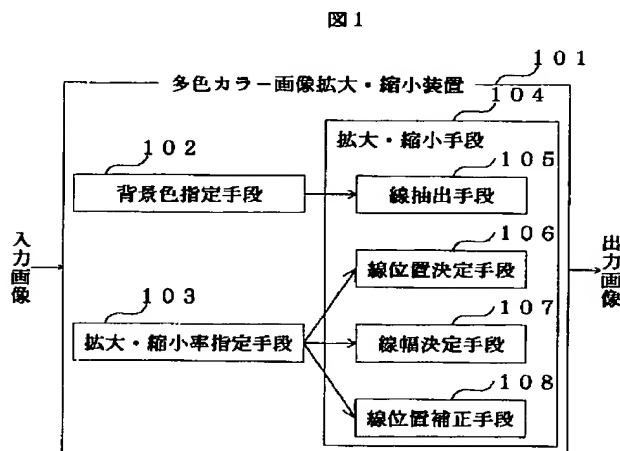 図1
101
多色カラー画像拡大・縮小装置
104
拡大・縮小手段
102
背景色指定手段
105
線抽出手段
入力画像
106
線位置決定手段
出力画像
103
拡大・縮小率指定手段
107
線幅決定手段
108
線位置補正手段